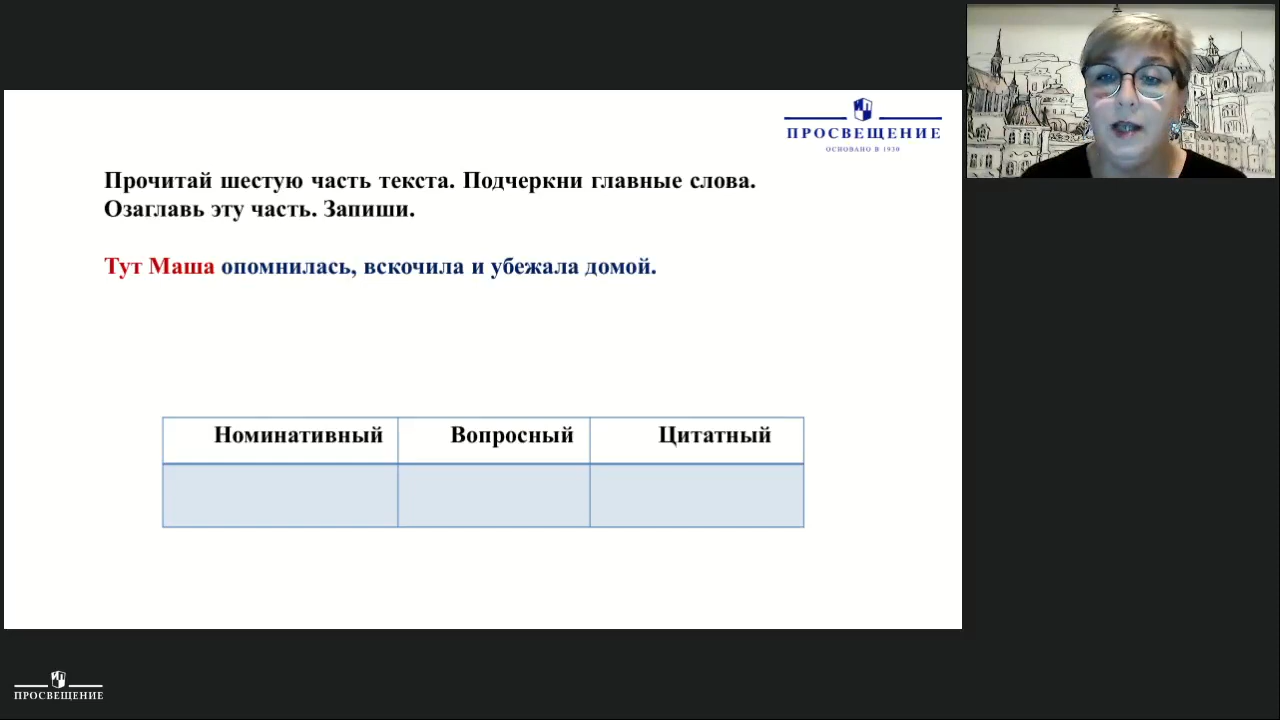 ПРОСВЕЩЕНИЕ
ОСНОВАНО В 1930
Прочитай шестую часть текста. Подчеркни главные слова.
Озаглавь эту часть. Запиши.
Тут Маша опомнилась, вскочила и убежала домой.
Номинативный Вопросный Цитатный
ПРОСВЕЩЕНИЕ